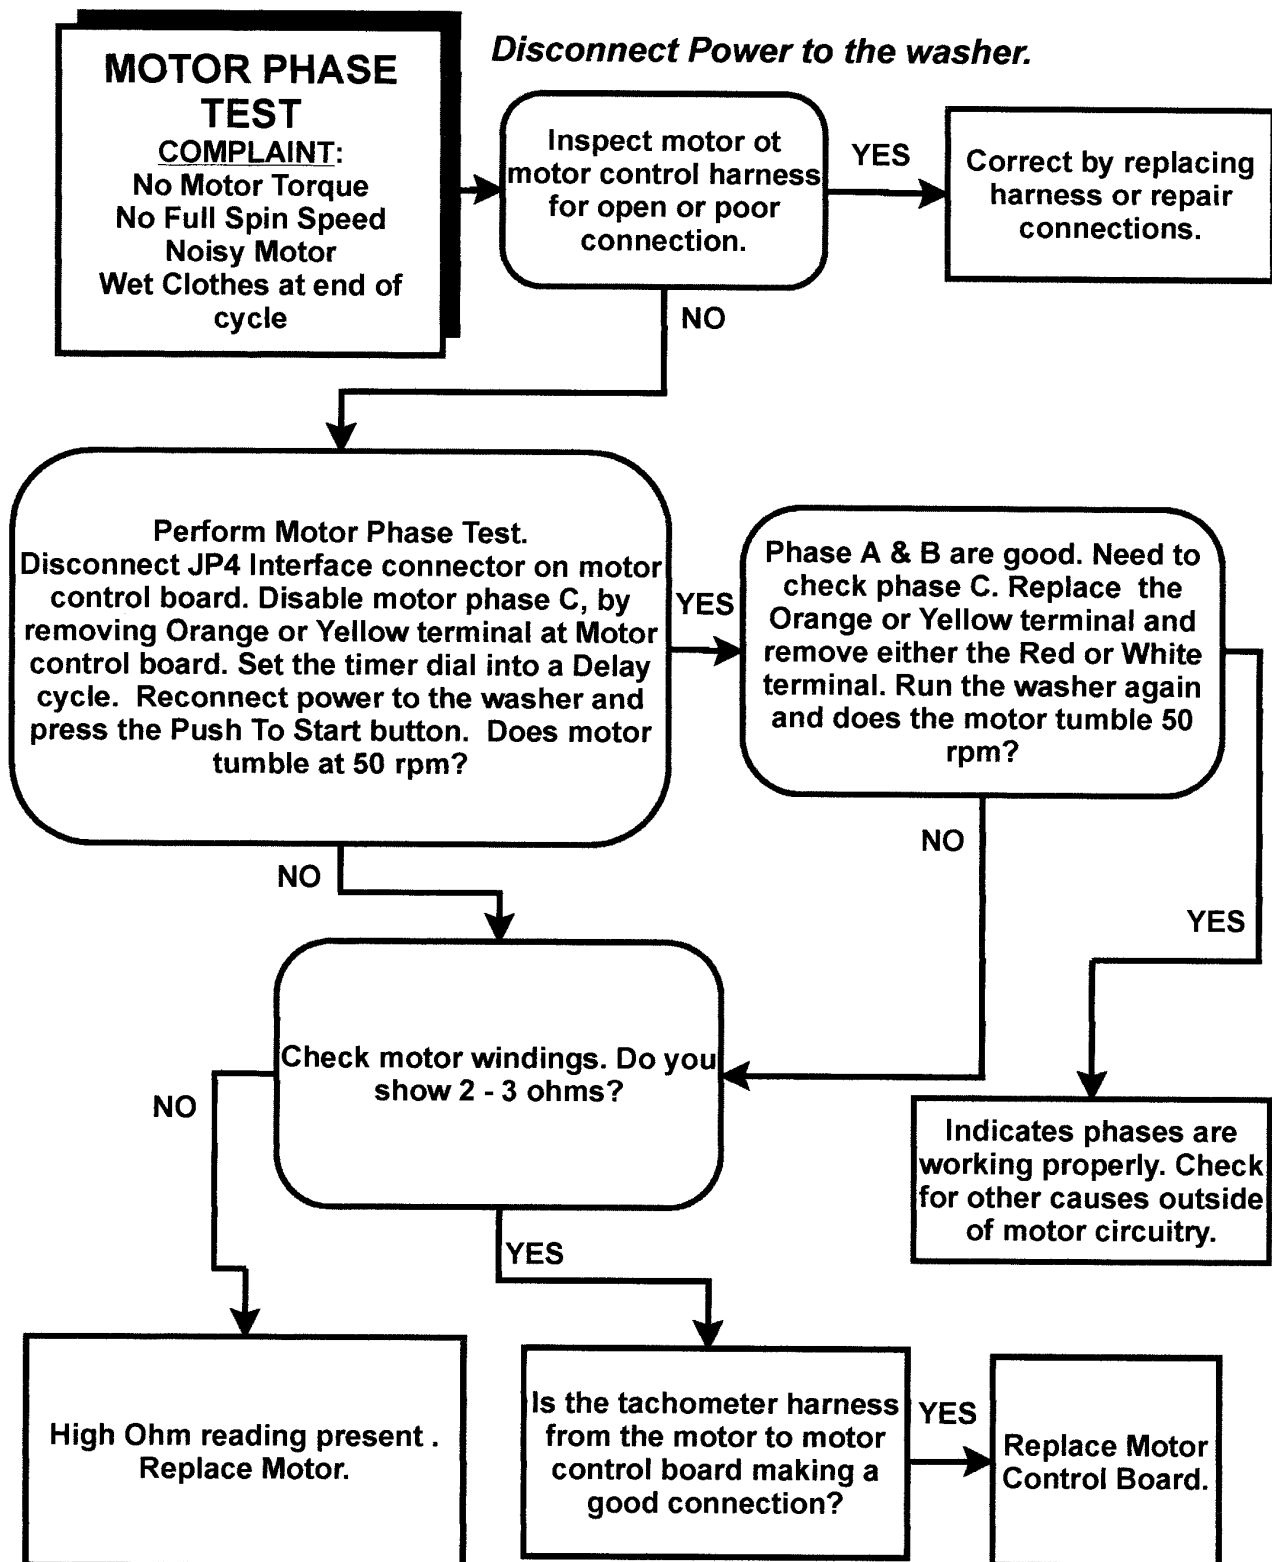 Disconnect Power to the washer.
MOTOR PHASE
TEST
COMPLAINT:
No Motor Torque
No Full Spin Speed
Noisy Motor
Wet Clothes at end of
cycle
Inspect motor ot
motor control harness
for open or poor
connection.
YES
Correct by replacing
harness or repair
connections.
NO
Perform Motor Phase Test.
Disconnect JP4 Interface connector on motor
control board. Disable motor phase C, by
removing Orange or Yellow terminal at Motor
control board. Set the timer dial into a Delay
cycle. Reconnect power to the washer and
press the Push To Start button. Does motor
tumble at 50 rpm?
YES
Phase A & B are good. Need to
check phase C. Replace the
Orange or Yellow terminal and
remove either the Red or White
terminal. Run the washer again
and does the motor tumble 50
rpm?
NO
NO
YES
Check motor windings. Do you
show 2 - 3 ohms?
NO
Indicates phases are
working properly. Check
for other causes outside
of motor circuitry.
YES
High Ohm reading present .
Replace Motor.
Is the tachometer harness
from the motor to motor
control board making a
good connection?
YES
Replace Motor
Control Board.